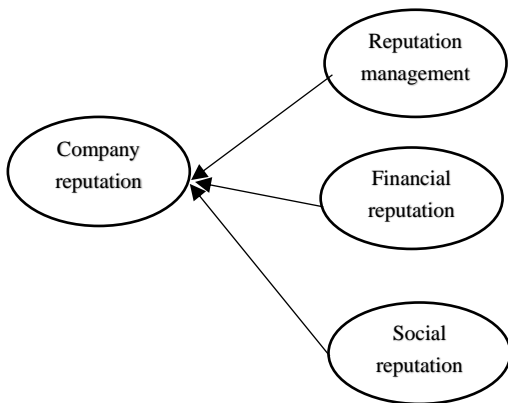 Reputation
management
Company
reputation
Financial
reputation
Social
reputation